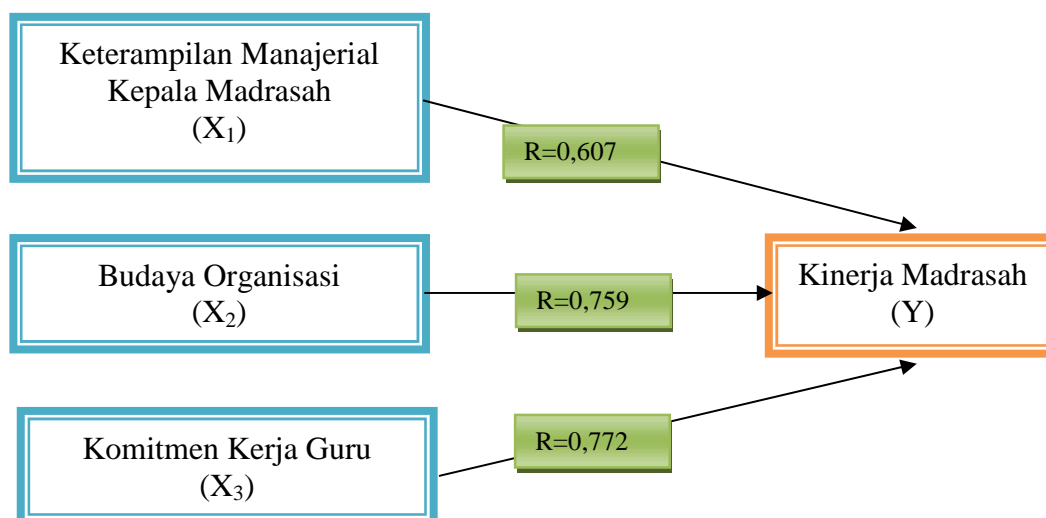 Keterampilan Manajerial
Kepala Madrasah
(X₁)
R=0,607
Budaya Organisasi
(X₂)
R=0,759
Kinerja Madrasah
(Y)
Komitmen Kerja Guru
(X₃)
R=0,772